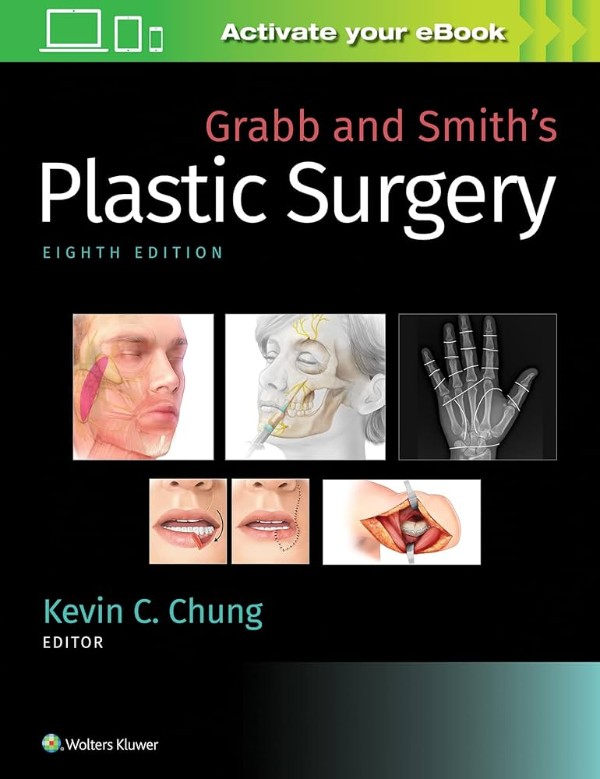 Activate your eBook
Grabb and Smith's
Plastic Surgery
EIGHTH EDITION
Kevin C. Chung
EDITOR
Wolters Kluwer